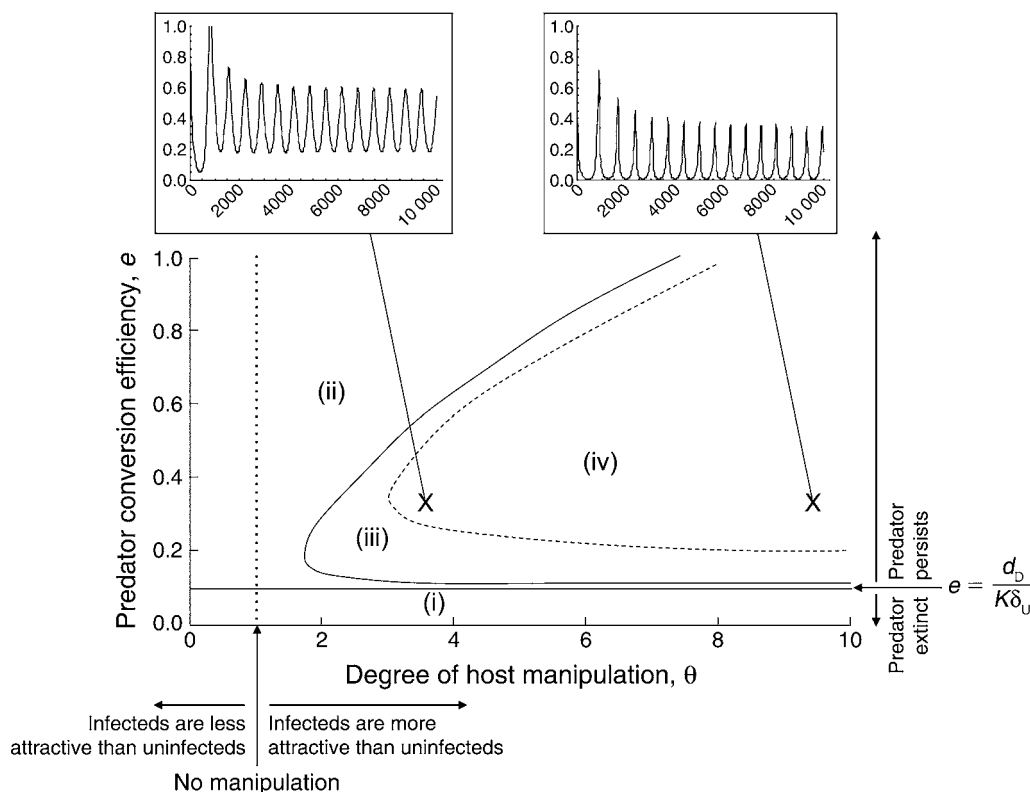 1.0
0.8
0.6
0.4
0.2
0.0
0
2000
4000
6000
8000
10 000
1.0
0.8
0.6
0.4
0.2
0.0
0
2000
4000
6000
8000
10 000
Predator conversion efficiency, e
1.0
0.8
0.6
0.4
0.2
0.0
(ii)
(iv)
(iii)
(i)
X
X
0
2
4
6
8
10
Degree of host manipulation, θ
Predator
persists
Predator
extinct
e = d_D / Kδ_U
Infecteds are less
attractive than uninfecteds
Infecteds are more
attractive than uninfecteds
No manipulation